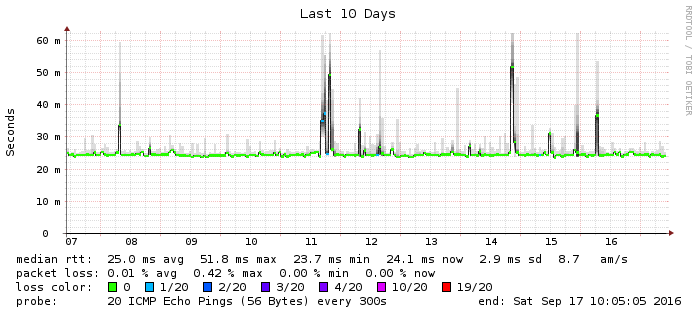 Last 10 Days
RRDTOOL / TOBI OETIKER
Seconds
60 m
50 m
40 m
30 m
20 m
10 m
0
07 08 09 10 11 12 13 14 15 16
median rtt: 25.0 ms avg 51.8 ms max 23.7 ms min 24.1 ms now 2.9 ms sd 8.7 am/s
packet loss: 0.01 % avg 0.42 % max 0.00 % min 0.00 % now
loss color: 0 1/20 2/20 3/20 4/20 10/20 19/20
probe: 20 ICMP Echo Pings (56 Bytes) every 300s end: Sat Sep 17 10:05:05 2016